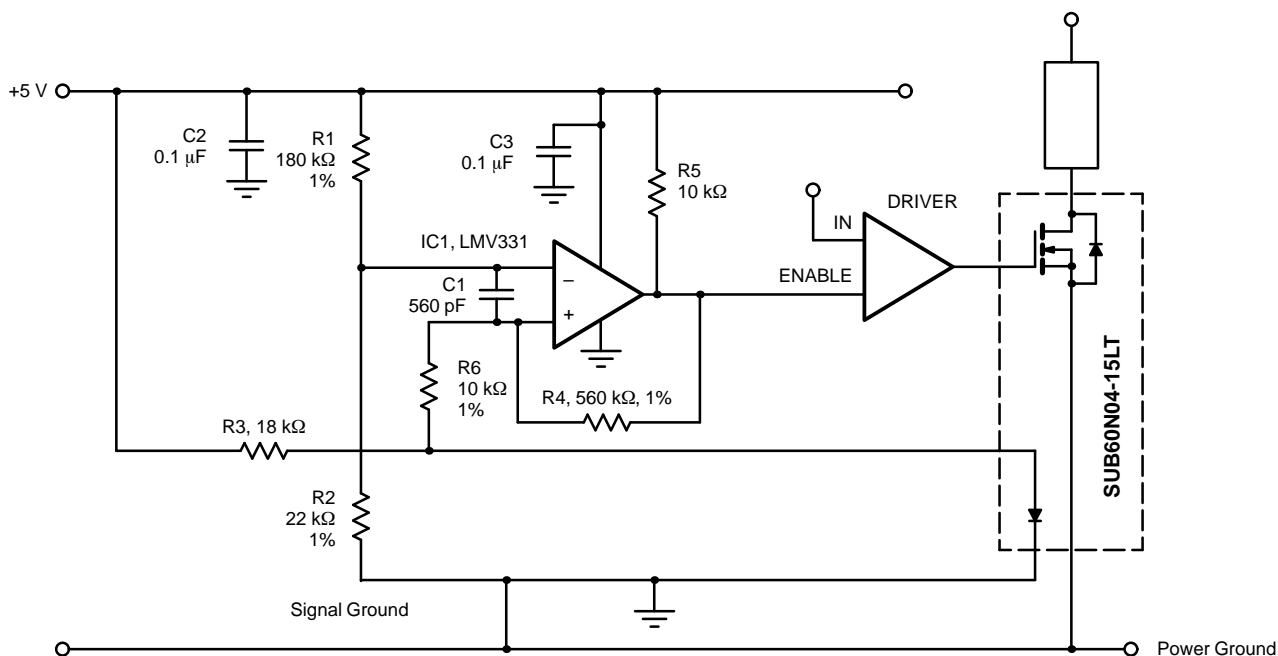 +5 V
C2
0.1 μF
R1
180 kΩ
1%
C3
0.1 μF
R5
10 kΩ
IN
DRIVER
ENABLE
IC1, LMV331
C1
560 pF
–
+
R6
10 kΩ
1%
R4, 560 kΩ, 1%
R3, 18 kΩ
R2
22 kΩ
1%
SUB60N04-15LT
Signal Ground
Power Ground